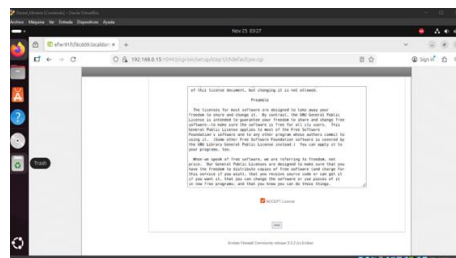 Archivo Máquina Ver Entrada Dispositivos Ayuda
Nov 25 03:27
Sign in
of this license document, but changing it is not allowed.
Preamble
The licenses for most software are designed to take away your
freedom to share and change it. By contrast, the GNU General Public
License is intended to guarantee your freedom to share and change free
software--to make sure the software is free for all its users. This
General Public License applies to most of the Free Software
Foundation's software and to any other program whose authors commit to
using it. (Some other Free Software Foundation software is covered by
the GNU Library General Public License instead.) You can apply it to
your programs, too.
When we speak of free software, we are referring to freedom, not
price. Our General Public Licenses are designed to make sure that you
have the freedom to distribute copies of free software (and charge for
this service if you wish), that you receive source code or can get it
if you want it, that you can change the software or use pieces of it
in new free programs; and that you know you can do these things.
Trash
ACCEPT License
>>>